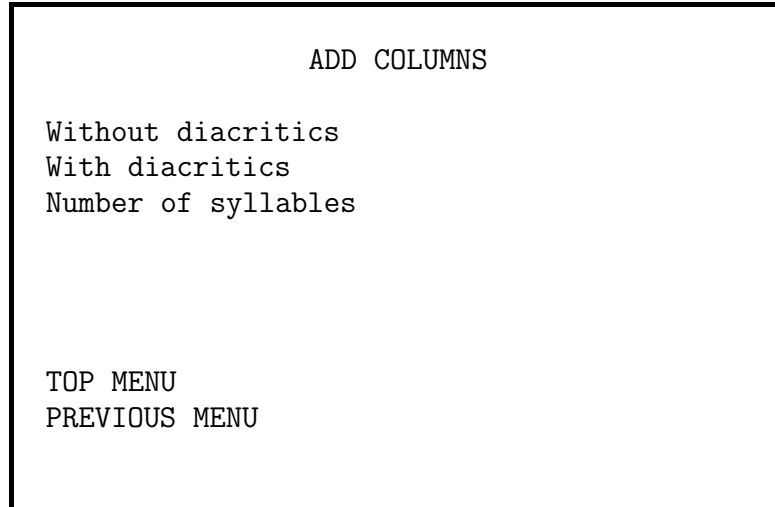 ADD COLUMNS
Without diacritics
With diacritics
Number of syllables
TOP MENU
PREVIOUS MENU